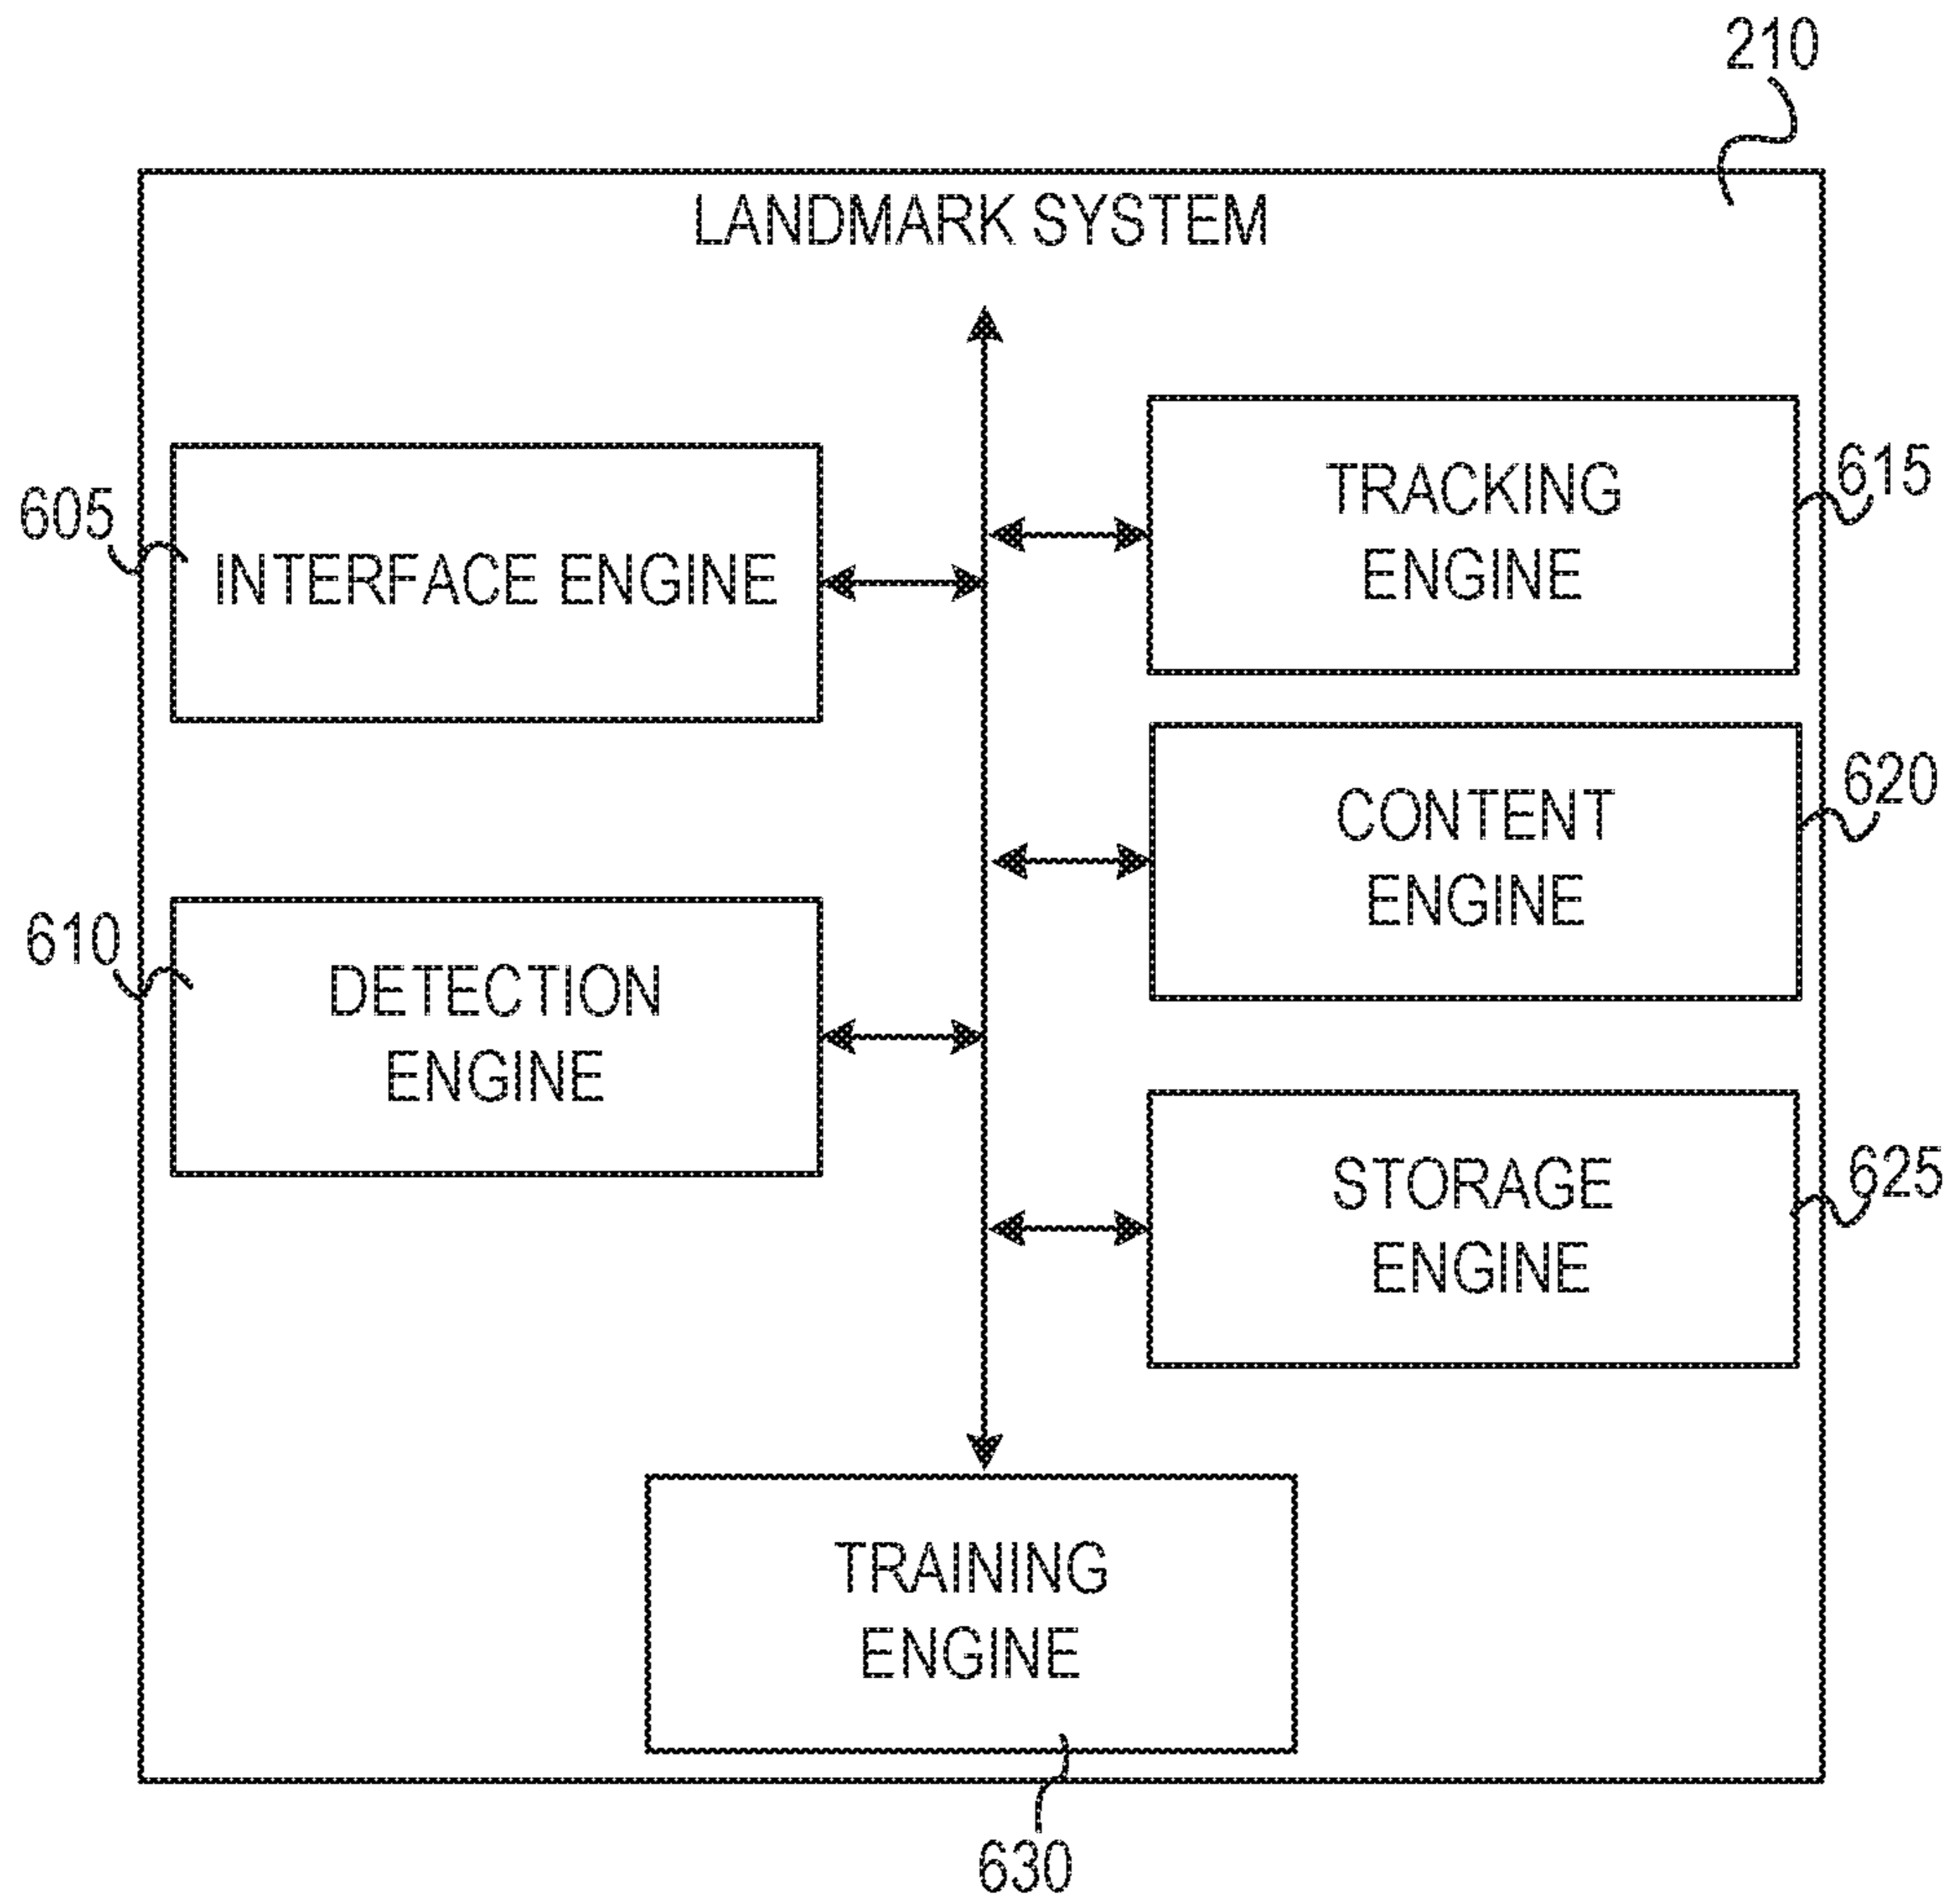 210
LANDMARK SYSTEM
605
INTERFACE ENGINE
TRACKING
ENGINE
615
CONTENT
ENGINE
620
610
DETECTION
ENGINE
STORAGE
ENGINE
625
TRAINING
ENGINE
630